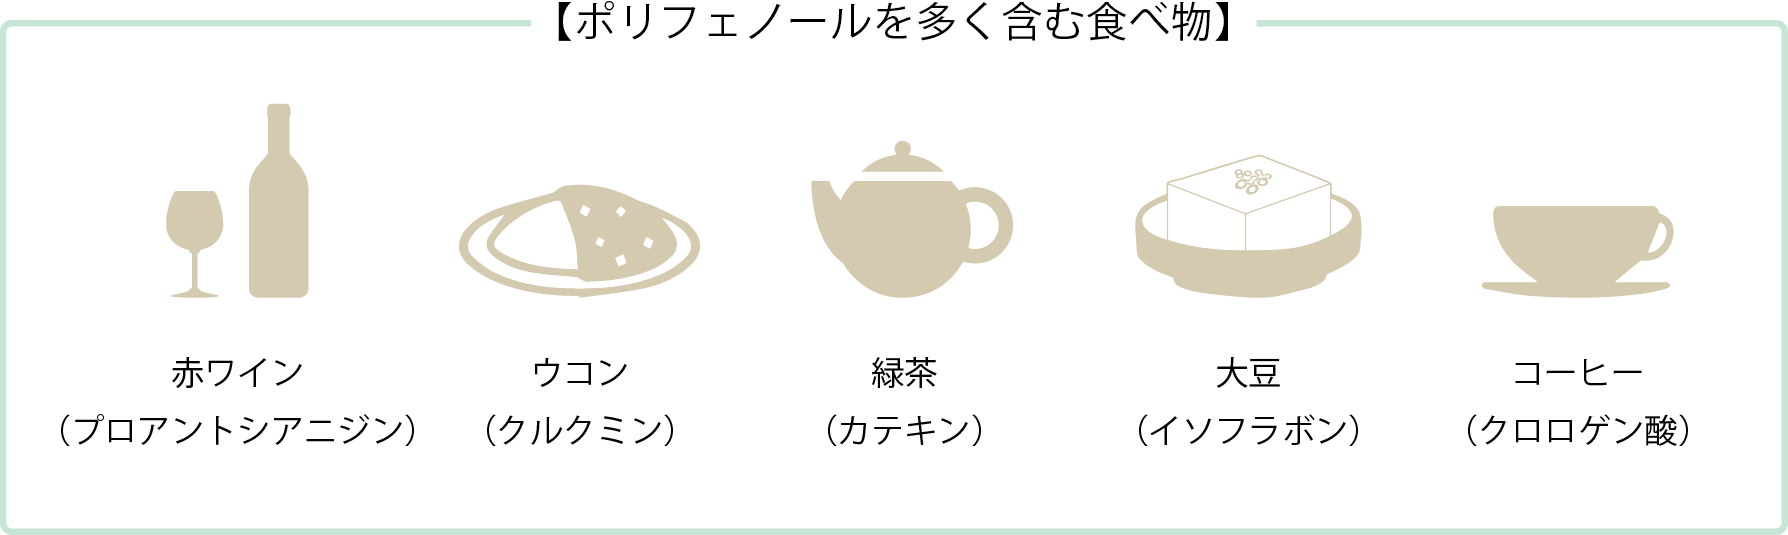 【ポリフェノールを多く含む食べ物】
赤ワイン
（プロアントシアニジン）
ウコン
（クルクミン）
緑茶
（カテキン）
大豆
（イソフラボン）
コーヒー
（クロロゲン酸）